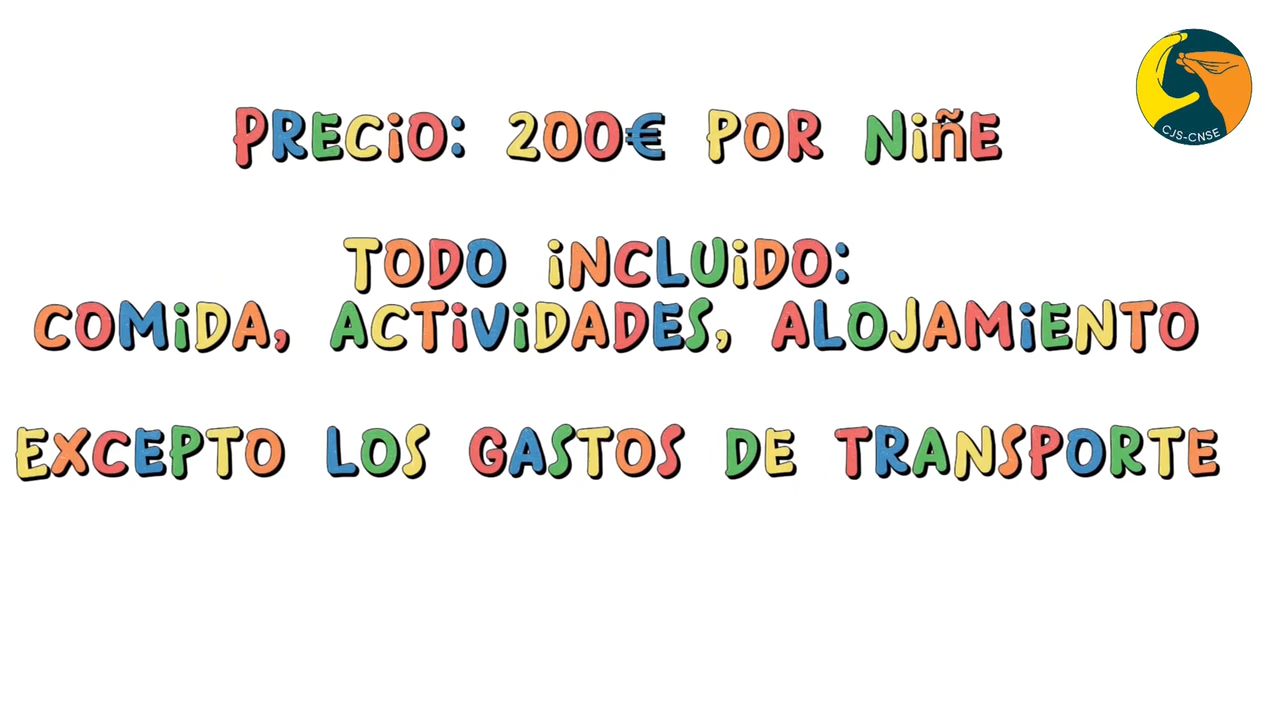 PRECIO: 200€ POR NIÑE
TODO INCLUIDO:
COMIDA, ACTIVIDADES, ALOJAMIENTO
EXCEPTO LOS GASTOS DE TRANSPORTE
CJS-CNSE